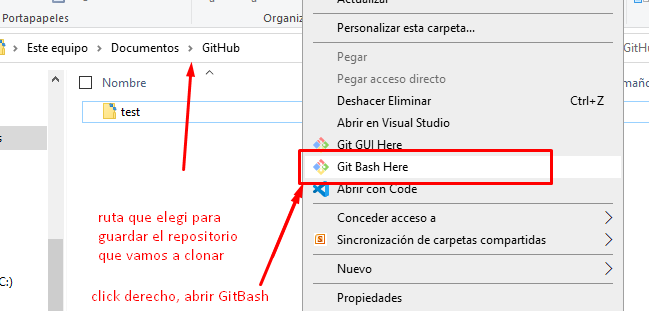 Portapapeles
Organiz
Este equipo > Documentos > GitHub
GitHu
Nombre
maño
test
C:)
ruta que elegi para
guardar el repositorio
que vamos a clonar
click derecho, abrir GitBash
Actualizar
Personalizar esta carpeta...
Pegar
Pegar acceso directo
Deshacer Eliminar Ctrl+Z
Abrir en Visual Studio
Git GUI Here
Git Bash Here
Abrir con Code
Conceder acceso a
Sincronización de carpetas compartidas
Nuevo
Propiedades